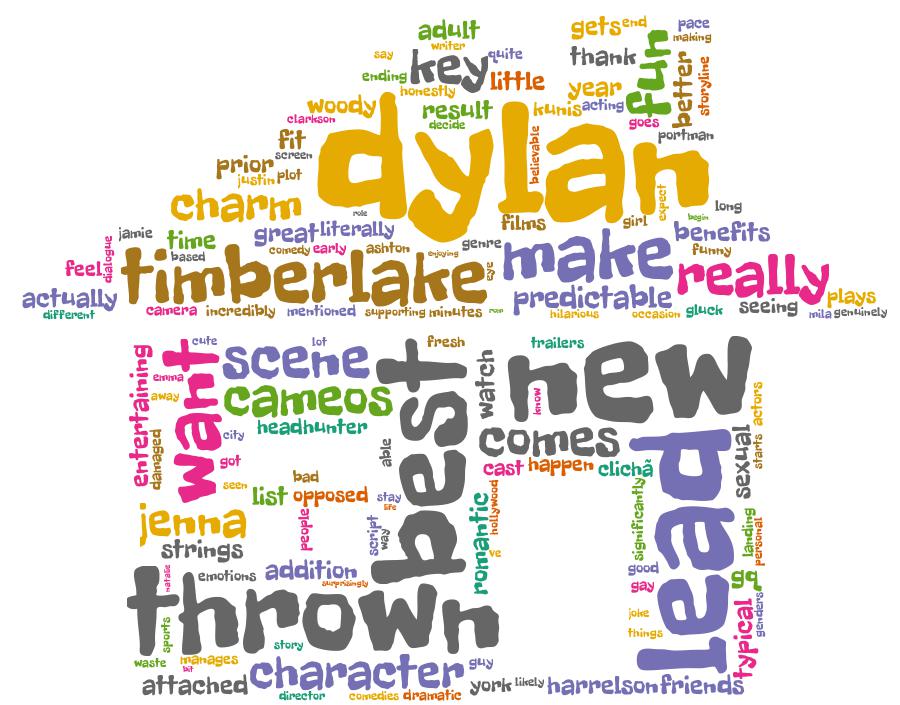 adult
gets
end
pace
writer
making
say
key
quite
thank
fun
ending
little
better
storyline
honestly
year
woody
result
kunis
acting
clarkson
decide
goes
dylan
portman
fit
believable
screen
prior
plot
justin
charm
role
expect
films
girl
begin
long
jamie
time
great
literally
benefits
based
comedy
early
ashton
enjoying
genre
make
funny
feel
dialogue
timberlake
eye
really
actually
predictable
seeing
plays
different
camera
incredibly
mentioned
supporting
minutes
rom
hilarious
occasion
gluck
mila
genuinely
cute
lot
fresh
trailers
new
entertaining
want
scene
best
watch
emma
cameos
know
away
actors
headhunter
comes
city
able
lead
sexual
starts
damaged
got
cast
happen
clichã
seen
bad
list
opposed
stay
life
romantic
hollywood
significantly
jenna
people
script
way
landing
personal
strings
ve
natalie
emotions
addition
surprisingly
good
gq
thrown
gay
typical
genders
joke
sports
things
story
waste
manages
bit
character
guy
attached
york
likely
harrelson
friends
director
comedies
dramatic